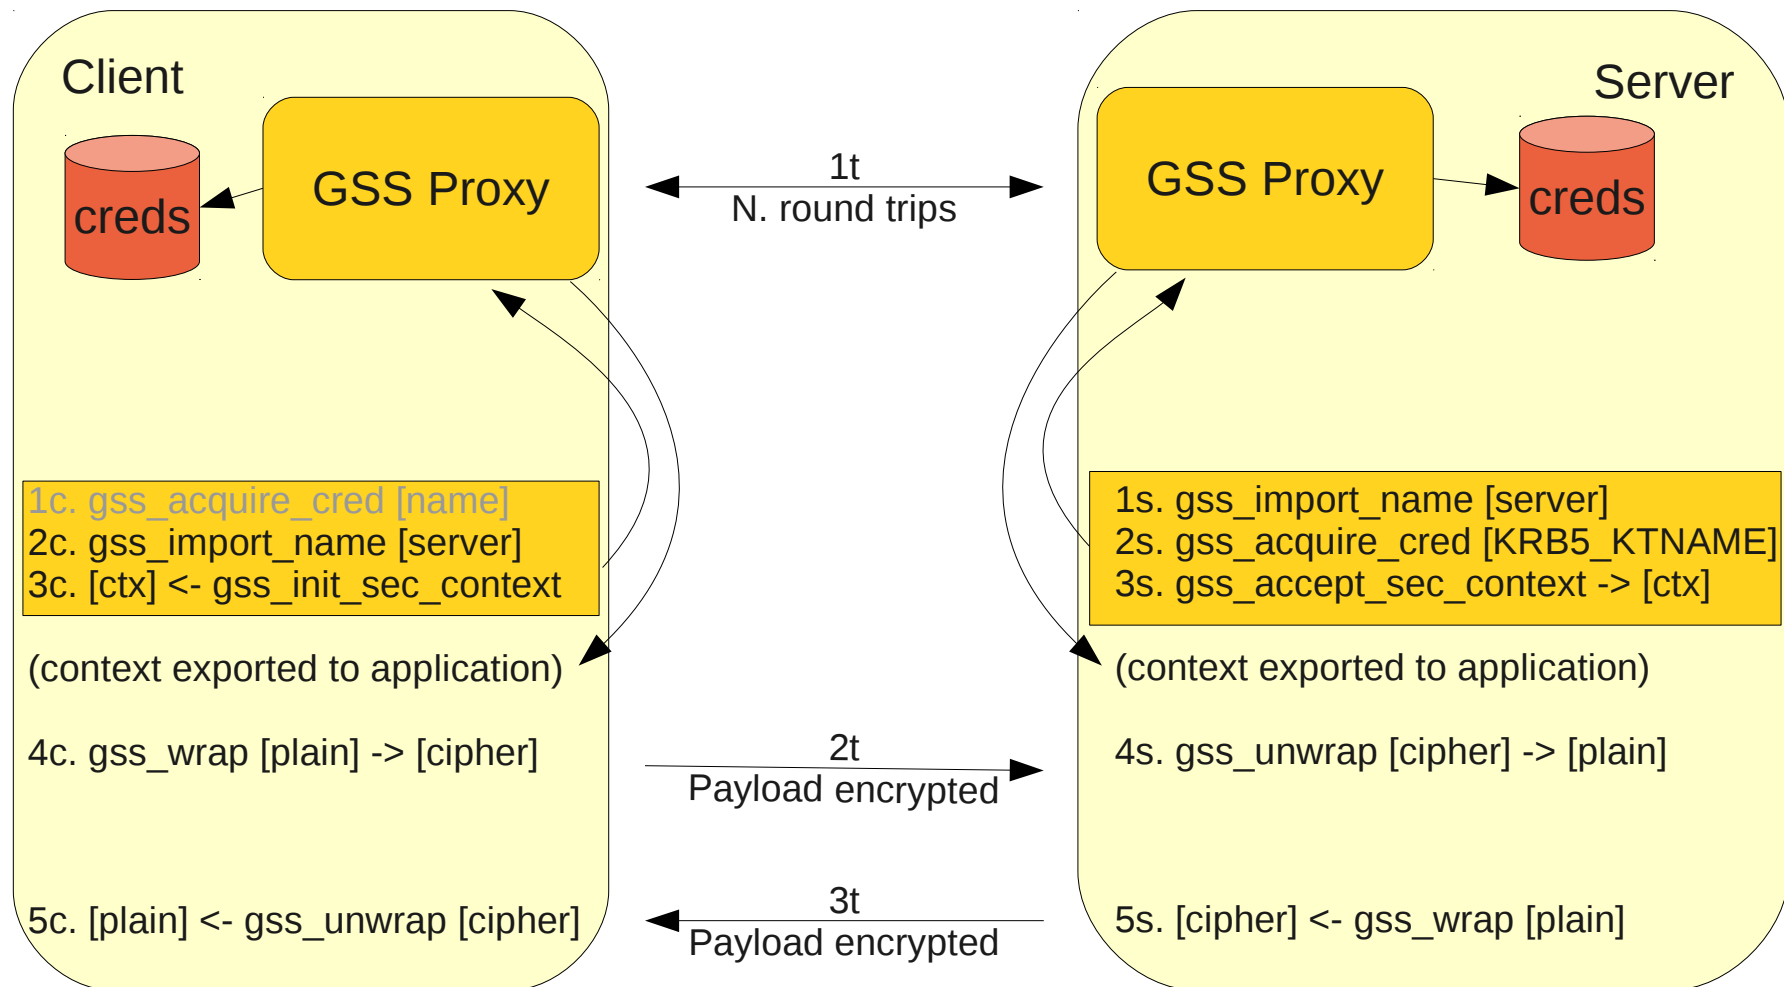 Client
creds
GSS Proxy
1c. gss_acquire_cred [name]
2c. gss_import_name [server]
3c. [ctx] <- gss_init_sec_context
(context exported to application)
4c. gss_wrap [plain] -> [cipher]
5c. [plain] <- gss_unwrap [cipher]
1t
N. round trips
2t
Payload encrypted
3t
Payload encrypted
Server
GSS Proxy
creds
1s. gss_import_name [server]
2s. gss_acquire_cred [KRB5_KTNAME]
3s. gss_accept_sec_context -> [ctx]
(context exported to application)
4s. gss_unwrap [cipher] -> [plain]
5s. [cipher] <- gss_wrap [plain]